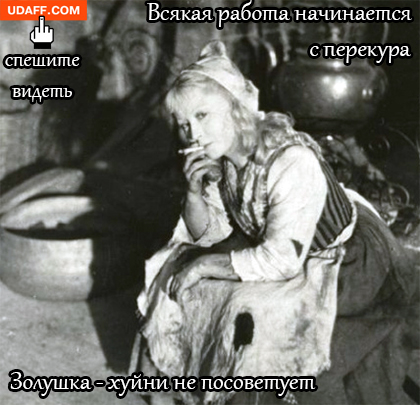 UDAFF.COM
Всякая работа начинается
с перекура
спешите
видеть
Золушка - хуйни не посоветует